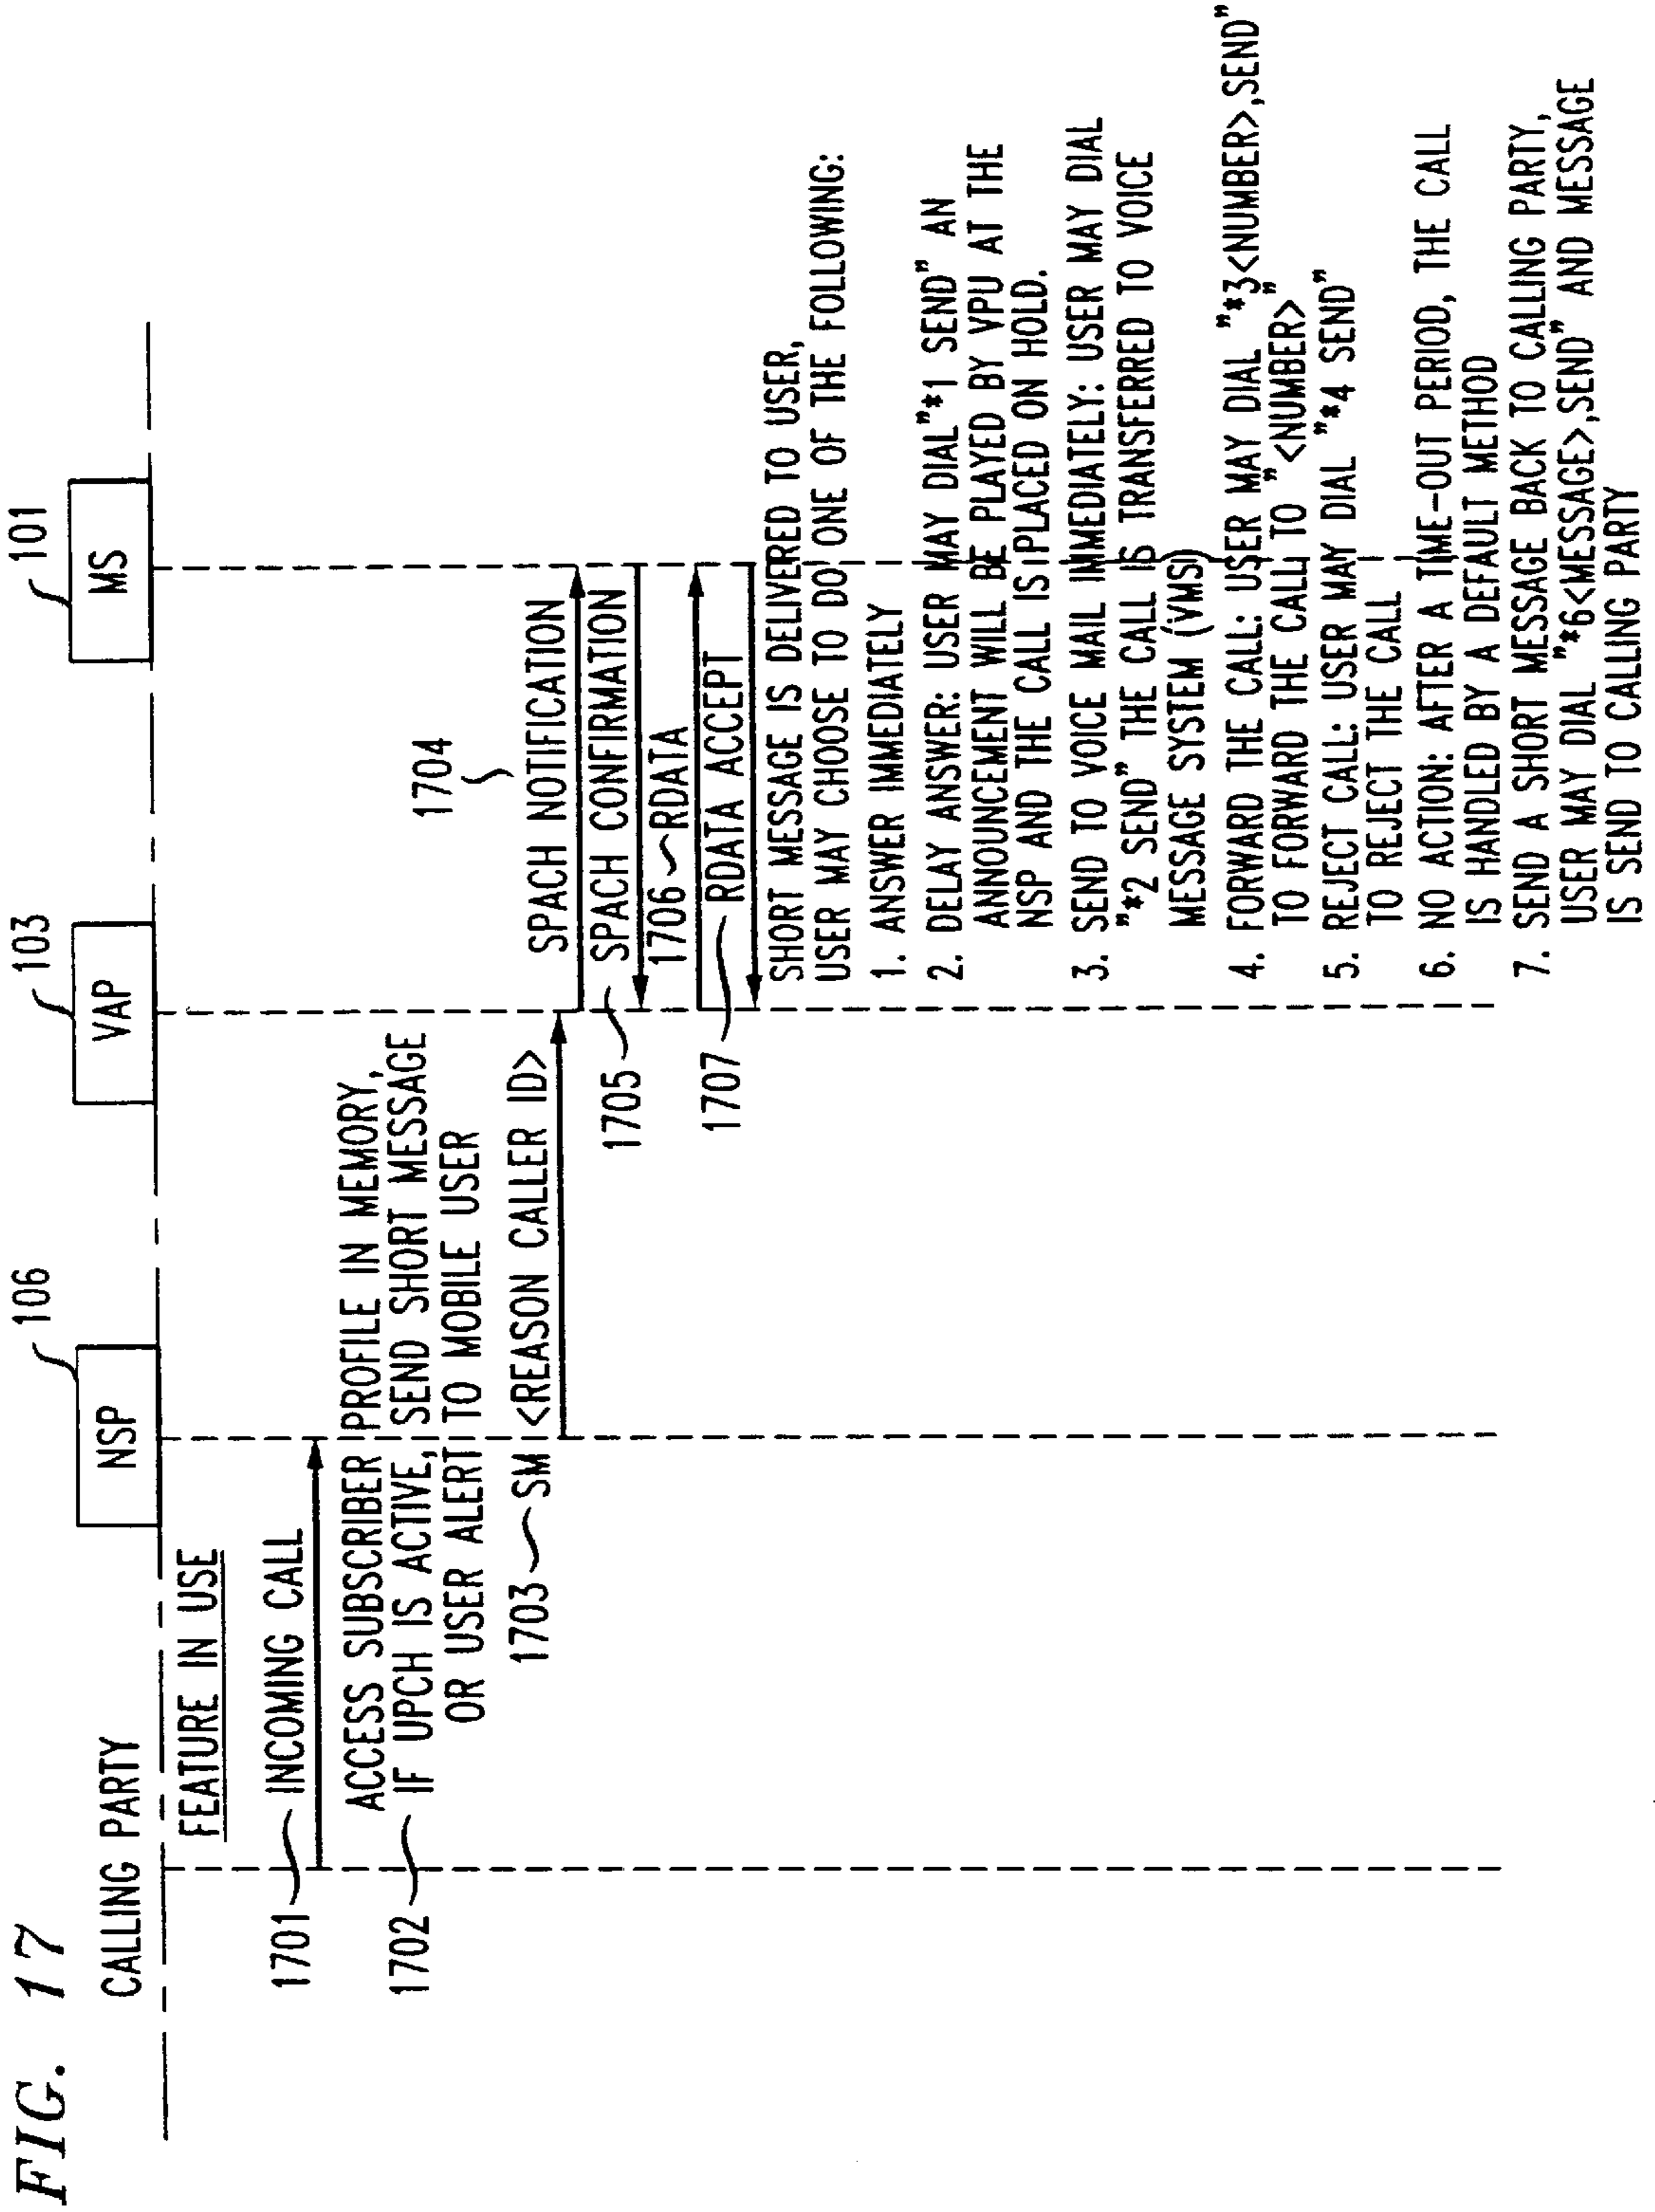 FIG. 17
CALLING PARTY
106
NSP
103
VAP
101
MS
FEATURE IN USE
1701 INCOMING CALL
ACCESS SUBSCRIBER PROFILE IN MEMORY,
1702 IF UPCH IS ACTIVE, SEND SHORT MESSAGE
OR USER ALERT TO MOBILE USER
1703 SM <REASON CALLER ID>
1704
SPACH NOTIFICATION
1705 SPACH CONFIRMATION
1706 RDATA
1707 RDATA ACCEPT
SHORT MESSAGE IS DELIVERED TO USER,
USER MAY CHOOSE TO DO ONE OF THE FOLLOWING:
1. ANSWER IMMEDIATELY
2. DELAY ANSWER: USER MAY DIAL"*1 SEND" AN
ANNOUNCEMENT WILL BE PLAYED BY VPU AT THE
NSP AND THE CALL IS PLACED ON HOLD.
3. SEND TO VOICE MAIL IMMEDIATELY: USER MAY DIAL
"*2 SEND" THE CALL IS TRANSFERRED TO VOICE
MESSAGE SYSTEM (VMS)
4. FORWARD THE CALL: USER MAY DIAL "*3<NUMBER>,SEND"
TO FORWARD THE CALL TO "<NUMBER>"
5. REJECT CALL: USER MAY DIAL "*4 SEND"
TO REJECT THE CALL
6. NO ACTION: AFTER A TIME-OUT PERIOD, THE CALL
IS HANDLED BY A DEFAULT METHOD
7. SEND A SHORT MESSAGE BACK TO CALLING PARTY,
USER MAY DIAL "*6<MESSAGE>,SEND" AND MESSAGE
IS SEND TO CALLING PARTY